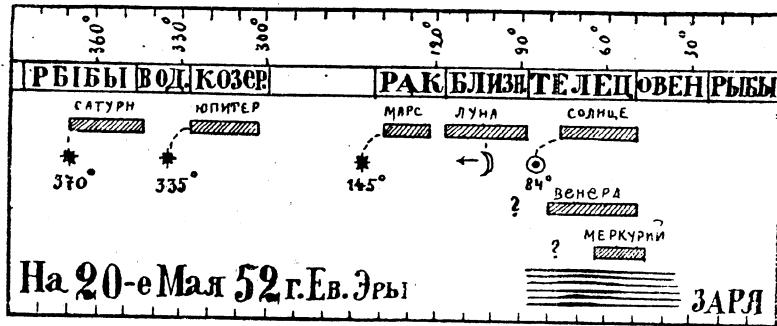 360° 330° 300° 120° 90° 60° 30°
РЫБЫ ВОД. КОЗЕР. РАК БЛИЗН. ТЕЛЕЦ ОВЕН РЫБЫ
САТУРН ЮПИТЕР МАРС ЛУНА СОЛНЦЕ
370° 335° 145° 84°
? ВЕНЕРА
? МЕРКУРИЙ
На 20-е Мая 52 г. Ев. Эры ЗАРЯ